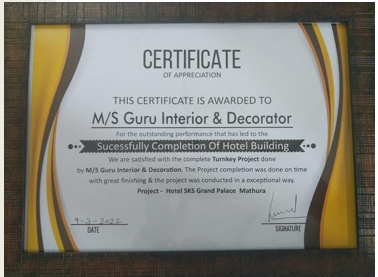 CERTIFICATE
OF APPRECIATION
THIS CERTIFICATE IS AWARDED TO
M/S Guru Interior & Decorator
For the outstanding performance that has led to the
Sucessfully Completion Of Hotel Building
We are satisfied with the complete Turnkey Project done
by M/S Guru Interior & Decoration. The Project completion was done on time
with great finishing & the project was conducted in a exceptional way.
Project - Hotel SKS Grand Palace Mathura
9-3-2022
DATE
SIGNATURE